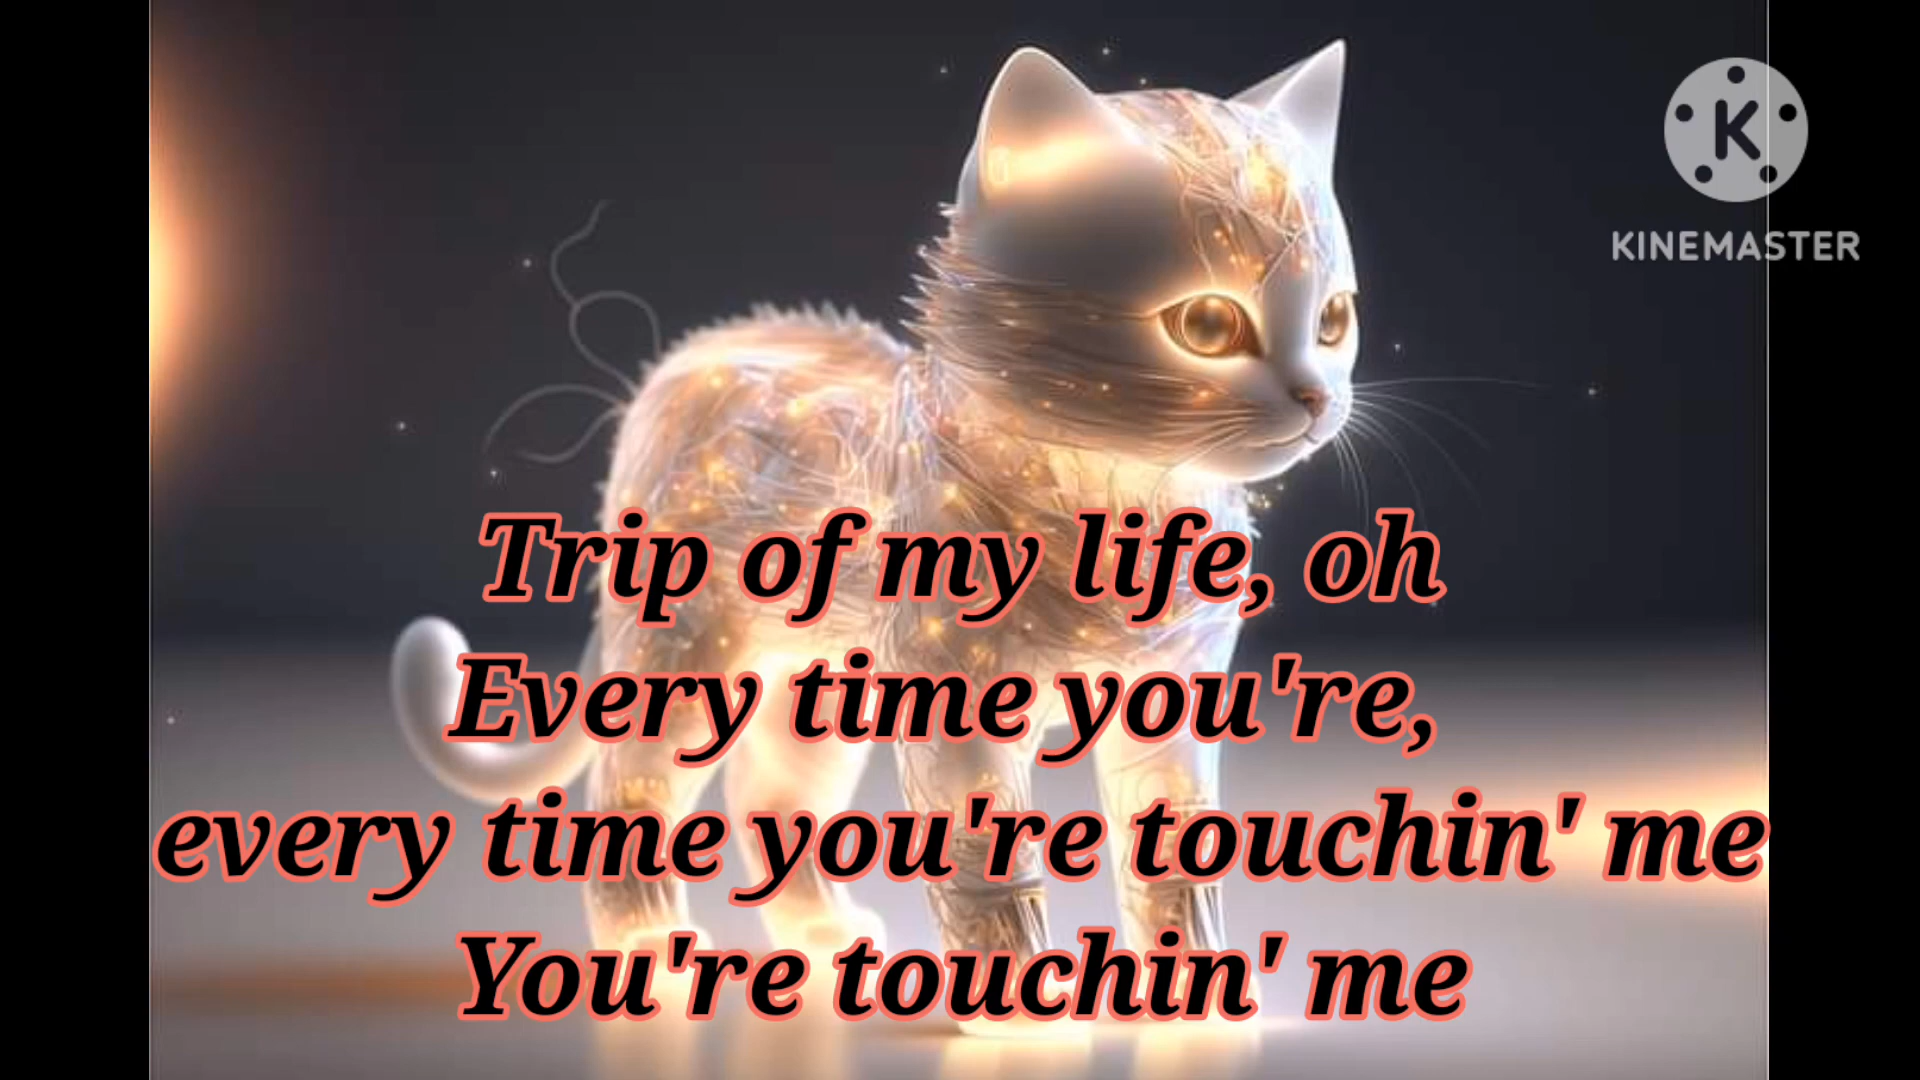 K
KINEMASTER
Trip of my life, oh
Every time you're,
every time you're touchin' me
You're touchin' me